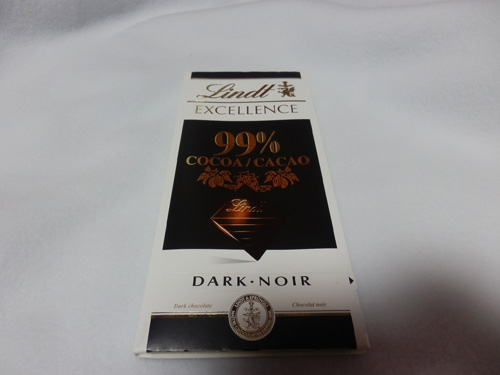 Lindt
EXCELLENCE
99%
COCOA/CACAO
Lindt
DARK·NOIR
Dark chocolate
Chocolat noir